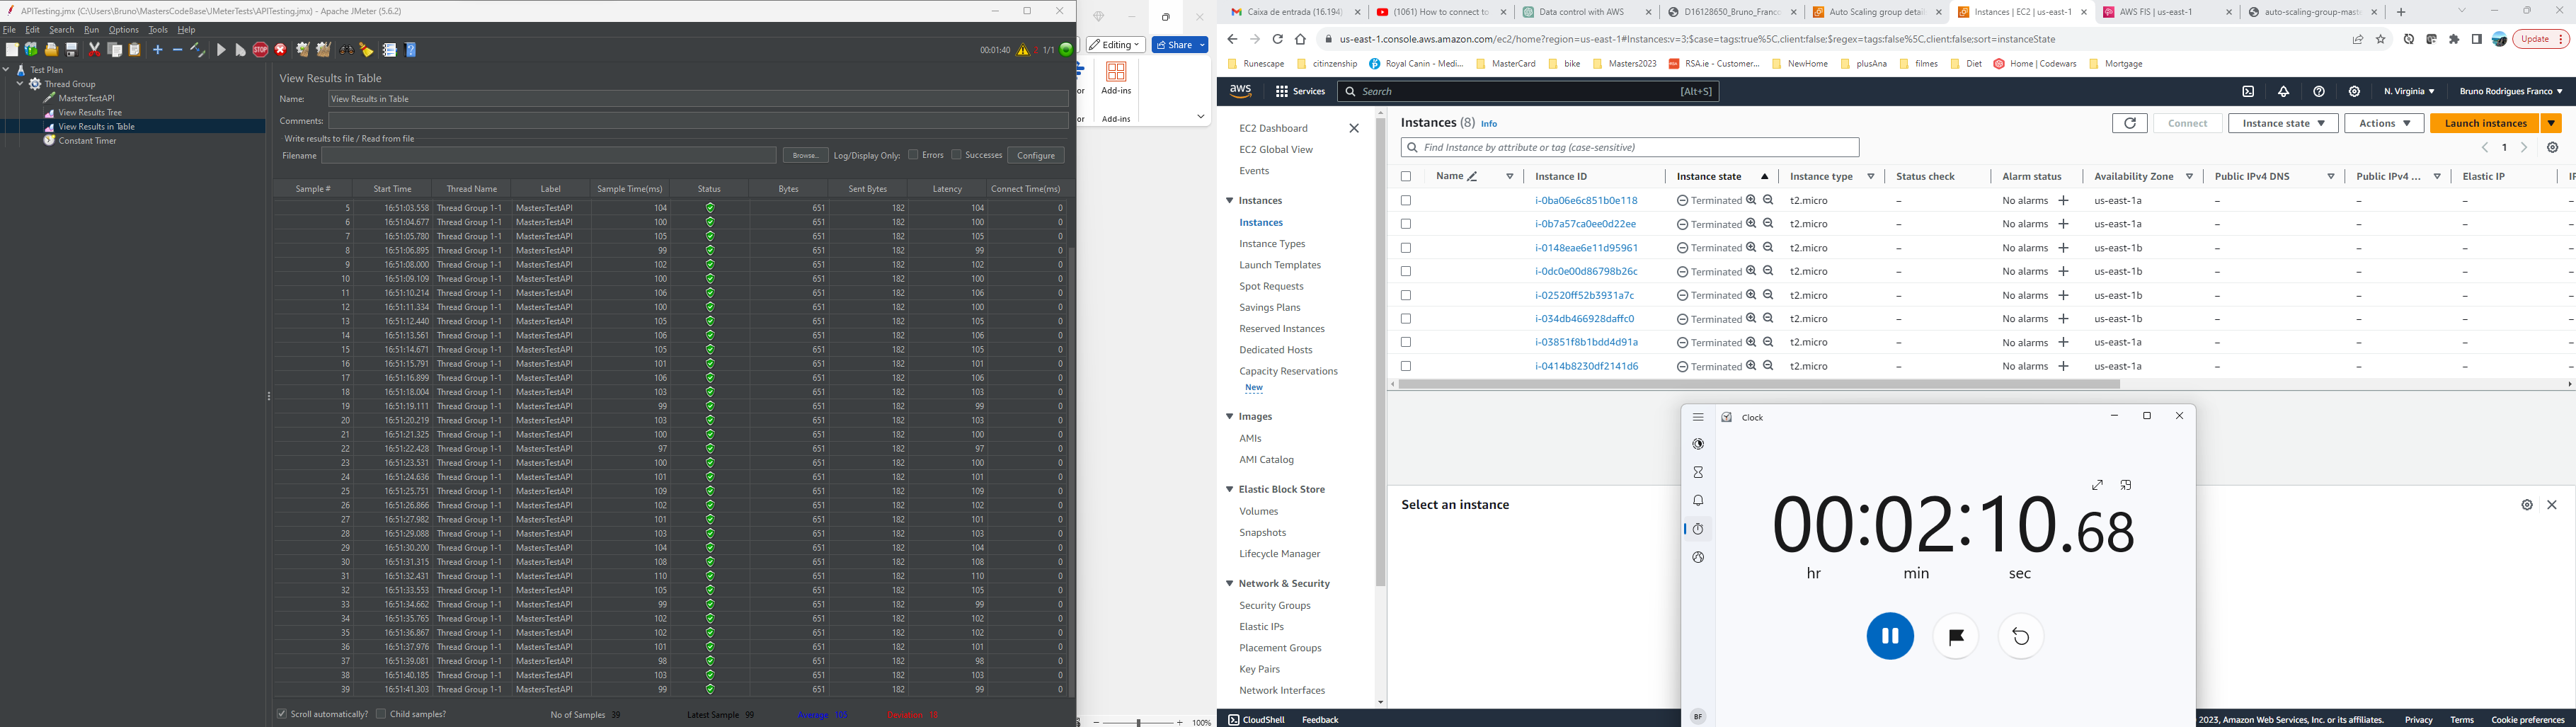 APITesting.jmx (C:\Users\Bruno\MastersCodeBase\JMeterTests\APITesting.jmx) - Apache JMeter (5.6.2)
File Edit Search Run Options Tools Help
00:01:40 1/1
Test Plan
Thread Group
MastersTestAPI
View Results Tree
View Results in Table
Constant Timer
View Results in Table
Name: View Results in Table
Comments:
Write results to file / Read from file
Filename Browse... Log/Display Only: Errors Successes Configure
Sample # Start Time Thread Name Label Sample Time(ms) Status Bytes Sent Bytes Latency Connect Time(ms)
5 16:51:03.558 Thread Group 1-1 MastersTestAPI 104 651 182 104 0
6 16:51:04.677 Thread Group 1-1 MastersTestAPI 100 651 182 100 0
7 16:51:05.780 Thread Group 1-1 MastersTestAPI 105 651 182 105 0
8 16:51:06.895 Thread Group 1-1 MastersTestAPI 99 651 182 99 0
9 16:51:08.000 Thread Group 1-1 MastersTestAPI 102 651 182 102 0
10 16:51:09.109 Thread Group 1-1 MastersTestAPI 100 651 182 100 0
11 16:51:10.214 Thread Group 1-1 MastersTestAPI 106 651 182 106 0
12 16:51:11.334 Thread Group 1-1 MastersTestAPI 100 651 182 100 0
13 16:51:12.440 Thread Group 1-1 MastersTestAPI 105 651 182 105 0
14 16:51:13.561 Thread Group 1-1 MastersTestAPI 106 651 182 106 0
15 16:51:14.671 Thread Group 1-1 MastersTestAPI 105 651 182 105 0
16 16:51:15.791 Thread Group 1-1 MastersTestAPI 101 651 182 101 0
17 16:51:16.899 Thread Group 1-1 MastersTestAPI 106 651 182 106 0
18 16:51:18.004 Thread Group 1-1 MastersTestAPI 103 651 182 103 0
19 16:51:19.111 Thread Group 1-1 MastersTestAPI 99 651 182 99 0
20 16:51:20.219 Thread Group 1-1 MastersTestAPI 103 651 182 103 0
21 16:51:21.325 Thread Group 1-1 MastersTestAPI 100 651 182 100 0
22 16:51:22.428 Thread Group 1-1 MastersTestAPI 97 651 182 97 0
23 16:51:23.531 Thread Group 1-1 MastersTestAPI 100 651 182 100 0
24 16:51:24.636 Thread Group 1-1 MastersTestAPI 101 651 182 101 0
25 16:51:25.751 Thread Group 1-1 MastersTestAPI 109 651 182 109 0
26 16:51:26.866 Thread Group 1-1 MastersTestAPI 102 651 182 102 0
27 16:51:27.982 Thread Group 1-1 MastersTestAPI 101 651 182 101 0
28 16:51:29.088 Thread Group 1-1 MastersTestAPI 103 651 182 103 0
29 16:51:30.200 Thread Group 1-1 MastersTestAPI 104 651 182 104 0
30 16:51:31.315 Thread Group 1-1 MastersTestAPI 108 651 182 108 0
31 16:51:32.431 Thread Group 1-1 MastersTestAPI 110 651 182 110 0
32 16:51:33.553 Thread Group 1-1 MastersTestAPI 105 651 182 105 0
33 16:51:34.662 Thread Group 1-1 MastersTestAPI 99 651 182 99 0
34 16:51:35.765 Thread Group 1-1 MastersTestAPI 102 651 182 102 0
35 16:51:36.867 Thread Group 1-1 MastersTestAPI 102 651 182 102 0
36 16:51:37.976 Thread Group 1-1 MastersTestAPI 101 651 182 101 0
37 16:51:39.081 Thread Group 1-1 MastersTestAPI 98 651 182 98 0
38 16:51:40.185 Thread Group 1-1 MastersTestAPI 103 651 182 103 0
39 16:51:41.303 Thread Group 1-1 MastersTestAPI 99 651 182 99 0
Scroll automatically? Child samples? No of Samples 39 Latest Sample 99 Average 105 Deviation
Editing Share
or Add-ins
or Add-ins
100%
Caixa de entrada (16.194) (1061) How to connect to Data control with AWS D16128650_Bruno_Franco Auto Scaling group detail Instances | EC2 | us-east-1 AWS FIS | us-east-1 auto-scaling-group-maste
us-east-1.console.aws.amazon.com/ec2/home?region=us-east-1#Instances:v=3;$case=tags:true%5C,client:false;$regex=tags:false%5C,client:false;sort=instanceState Update
Runescape citinzenship Royal Canin - Medi... MasterCard bike Masters2023 RSA.ie - Customer... NewHome plusAna filmes Diet Home | Codewars Mortgage
aws Services Search [Alt+S] N. Virginia Bruno Rodrigues Franco
EC2 Dashboard
EC2 Global View
Events
Instances
Instances
Instance Types
Launch Templates
Spot Requests
Savings Plans
Reserved Instances
Dedicated Hosts
Capacity Reservations
New
Images
AMIs
AMI Catalog
Elastic Block Store
Volumes
Snapshots
Lifecycle Manager
Network & Security
Security Groups
Elastic IPs
Placement Groups
Key Pairs
Network Interfaces
Instances (8) Info Connect Instance state Actions Launch instances
Find Instance by attribute or tag (case-sensitive) 1
Name Instance ID Instance state Instance type Status check Alarm status Availability Zone Public IPv4 DNS Public IPv4 ... Elastic IP IP
i-0ba06e6c851b0e118 Terminated t2.micro – No alarms + us-east-1a – – – –
i-0b7a57ca0ee0d22ee Terminated t2.micro – No alarms + us-east-1a – – – –
i-0148eae6e11d95961 Terminated t2.micro – No alarms + us-east-1b – – – –
i-0dc0e00d86798b26c Terminated t2.micro – No alarms + us-east-1b – – – –
i-02520ff52b3931a7c Terminated t2.micro – No alarms + us-east-1b – – – –
i-034db466928daffc0 Terminated t2.micro – No alarms + us-east-1b – – – –
i-03851f8b1bdd4d91a Terminated t2.micro – No alarms + us-east-1a – – – –
i-0414b8230df2141d6 Terminated t2.micro – No alarms + us-east-1a – – – –
Select an instance
Clock
00:02:10.68
hr min sec
BF
CloudShell Feedback 2023, Amazon Web Services, Inc. or its affiliates. Privacy Terms Cookie preferences